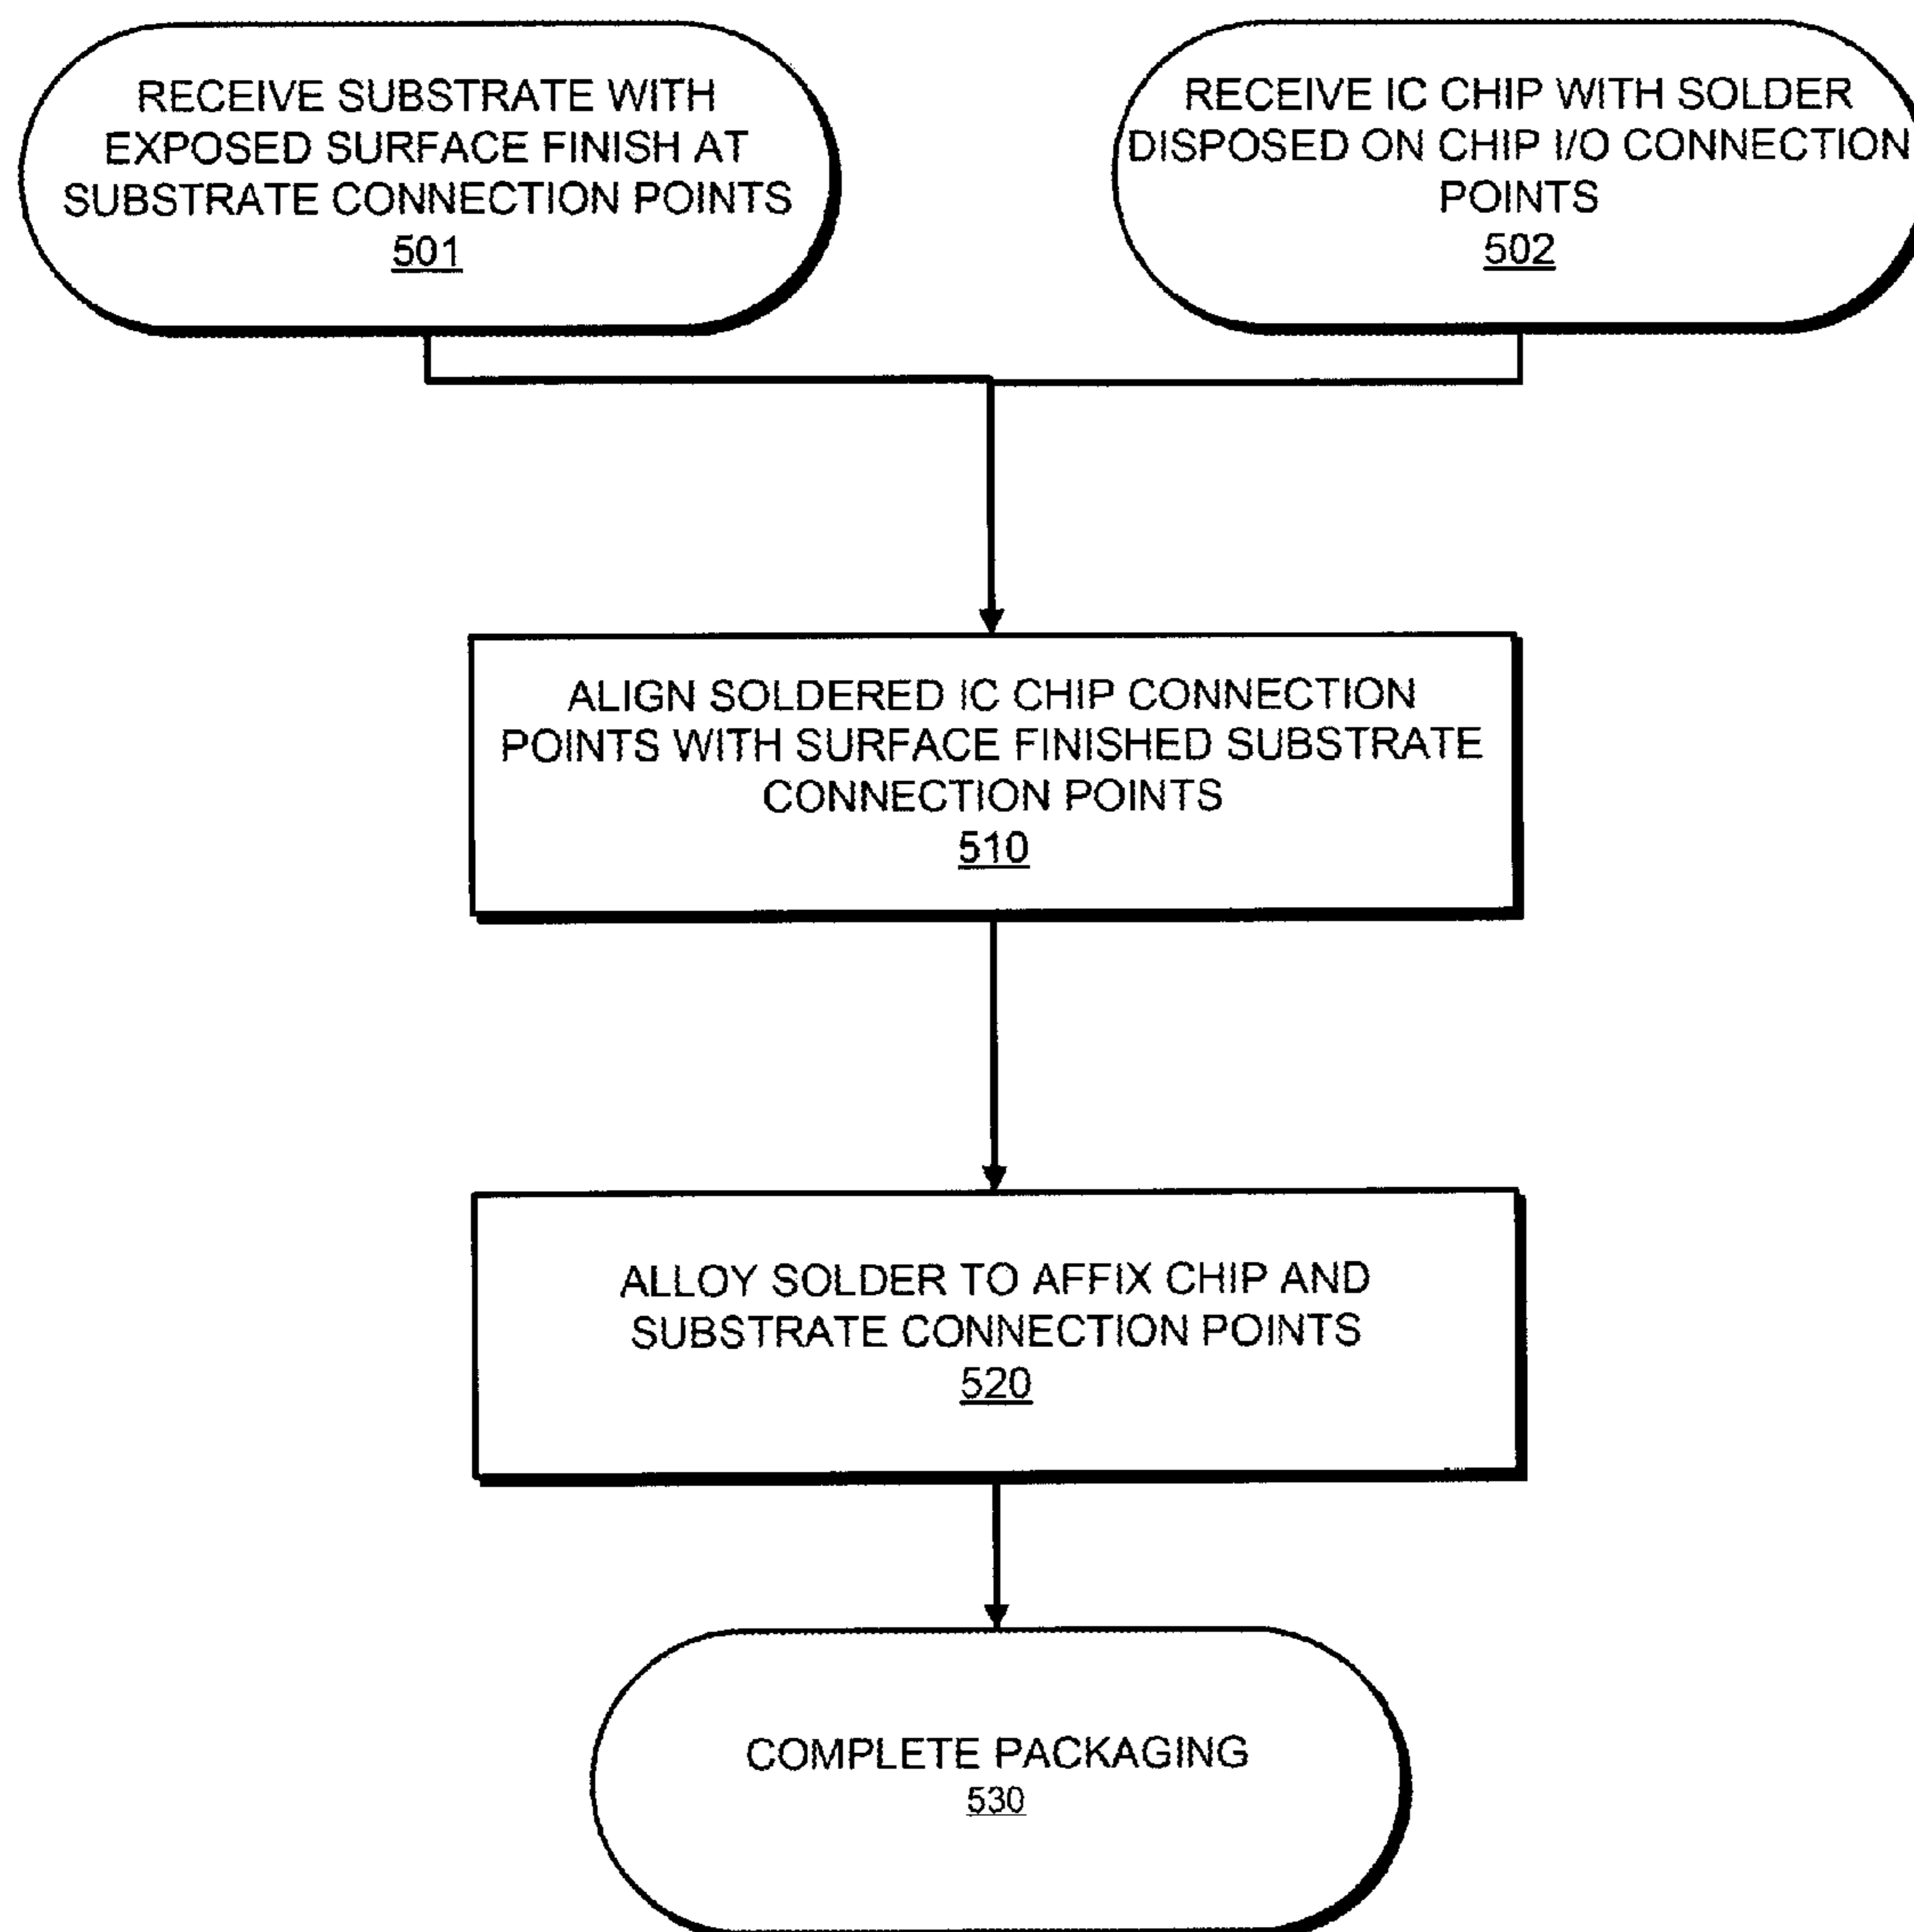 RECEIVE SUBSTRATE WITH
EXPOSED SURFACE FINISH AT
SUBSTRATE CONNECTION POINTS
501
RECEIVE IC CHIP WITH SOLDER
DISPOSED ON CHIP I/O CONNECTION
POINTS
502
ALIGN SOLDERED IC CHIP CONNECTION
POINTS WITH SURFACE FINISHED SUBSTRATE
CONNECTION POINTS
510
ALLOY SOLDER TO AFFIX CHIP AND
SUBSTRATE CONNECTION POINTS
520
COMPLETE PACKAGING
530